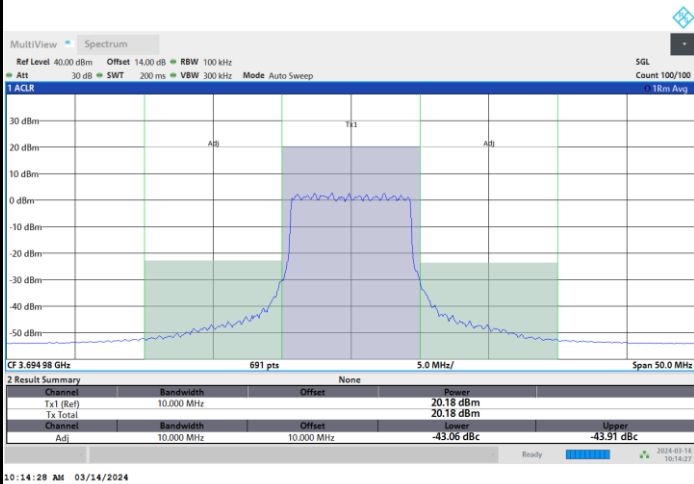 MultiView Spectrum
Ref Level 40.00 dBm Offset 14.00 dB RBW 100 kHz SGL
Att 30 dB SWT 200 ms VBW 300 kHz Mode Auto Sweep Count 100/100
1 ACLR 1Rm Avg
30 dBm
Tx1
20 dBm
Adj Adj
10 dBm
0 dBm
-10 dBm
-20 dBm
-30 dBm
-40 dBm
-50 dBm
CF 3.694 98 GHz 691 pts 5.0 MHz/ Span 50.0 MHz
2 Result Summary None
Channel Bandwidth Offset Power
Tx1 (Ref) 10.000 MHz 20.18 dBm
Tx Total 20.18 dBm
Channel Bandwidth Offset Lower Upper
Adj 10.000 MHz 10.000 MHz -43.06 dBc -43.91 dBc
Ready 2024-03-14
10:14:27
10:14:28 AM 03/14/2024